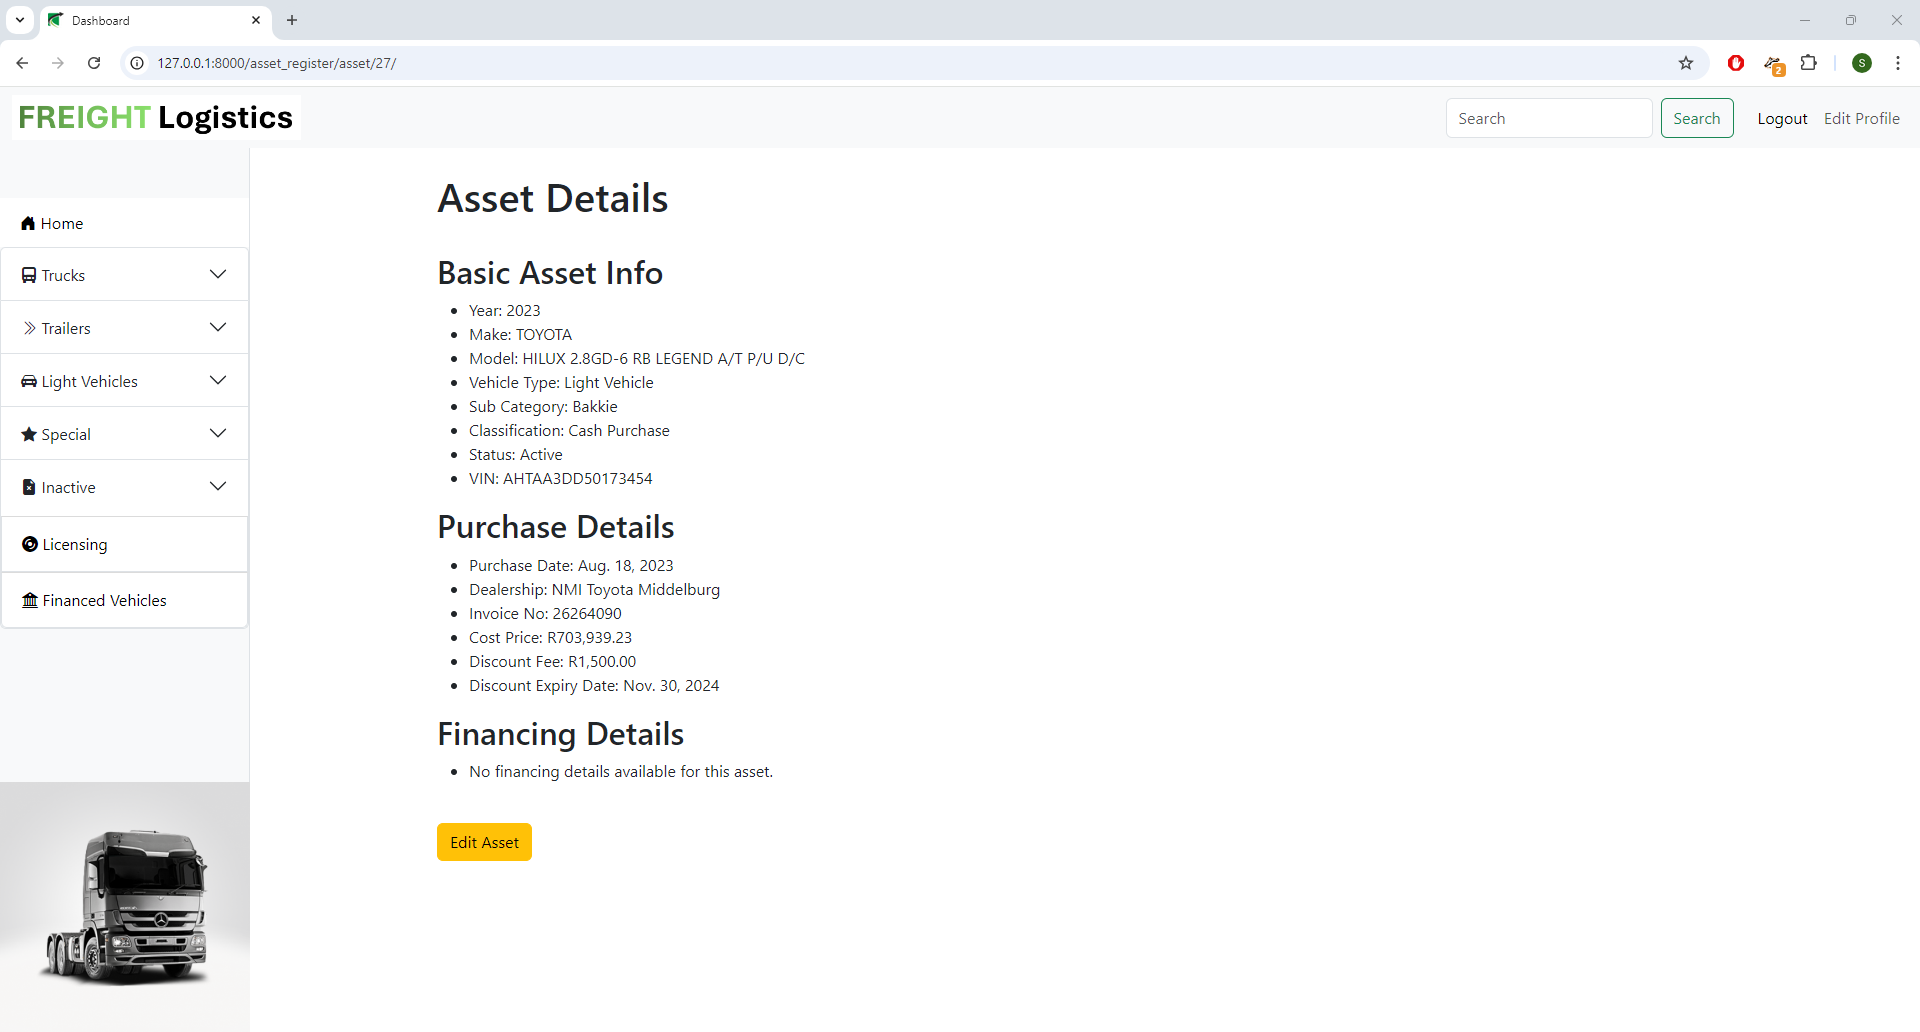 Dashboard
127.0.0.1:8000/asset_register/asset/27/
2
S
FREIGHT Logistics
Search
Search
Logout
Edit Profile
Home
Trucks
Trailers
Light Vehicles
Special
Inactive
Licensing
Financed Vehicles
Asset Details
Basic Asset Info
Year: 2023
Make: TOYOTA
Model: HILUX 2.8GD-6 RB LEGEND A/T P/U D/C
Vehicle Type: Light Vehicle
Sub Category: Bakkie
Classification: Cash Purchase
Status: Active
VIN: AHTAA3DD50173454
Purchase Details
Purchase Date: Aug. 18, 2023
Dealership: NMI Toyota Middelburg
Invoice No: 26264090
Cost Price: R703,939.23
Discount Fee: R1,500.00
Discount Expiry Date: Nov. 30, 2024
Financing Details
No financing details available for this asset.
Edit Asset